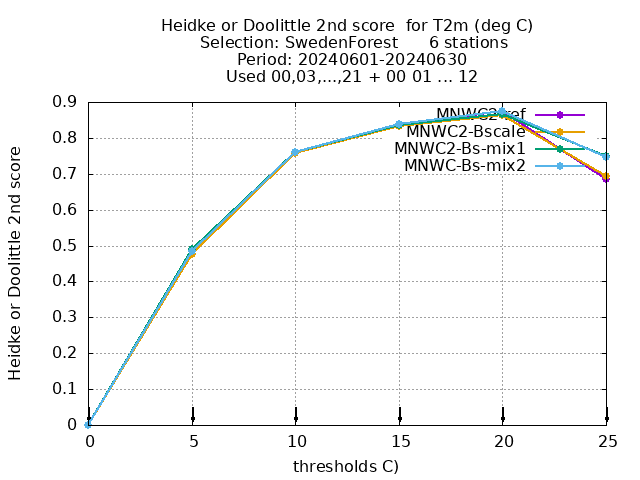 Heidke or Doolittle 2nd score  for T2m (deg C)
Selection: SwedenForest      6 stations
Period: 20240601-20240630
Used 00,03,...,21 + 00 01 ... 12
Heidke or Doolittle 2nd score
0.9
0.8
0.7
0.6
0.5
0.4
0.3
0.2
0.1
0
MNWC2-ref
MNWC2-Bscale
MNWC2-Bs-mix1
MNWC-Bs-mix2
0 5 10 15 20 25
thresholds C)